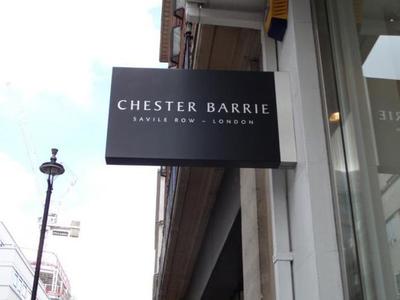 CHESTER BARRIE
SAVILE ROW – LONDON